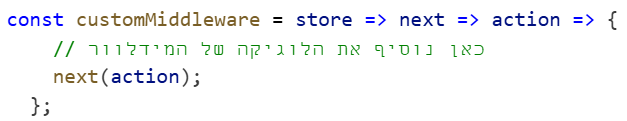 const customMiddleware = store => next => action => {
// כאן נוסיף את הלוגיקה של המידלוור
next(action);
};